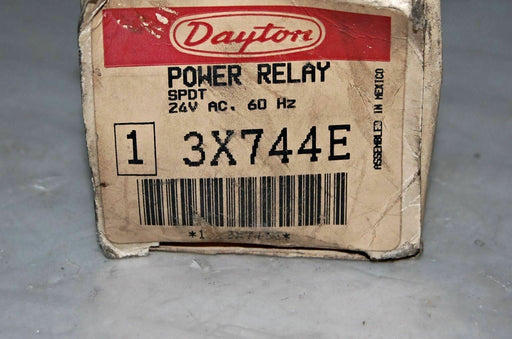 Dayton
POWER RELAY
SPDT
24V AC. 60 Hz
1 3X744E
ASSEMBLED IN MEXICO